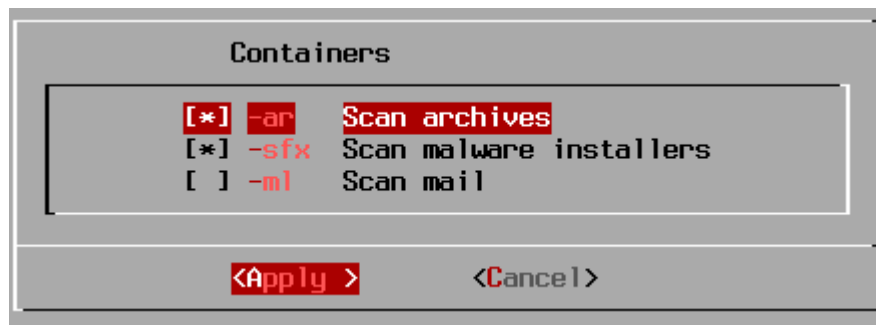 Containers
[*] -ar Scan archives
[*] -sfx Scan malware installers
[ ] -ml Scan mail
<Apply > <Cancel>